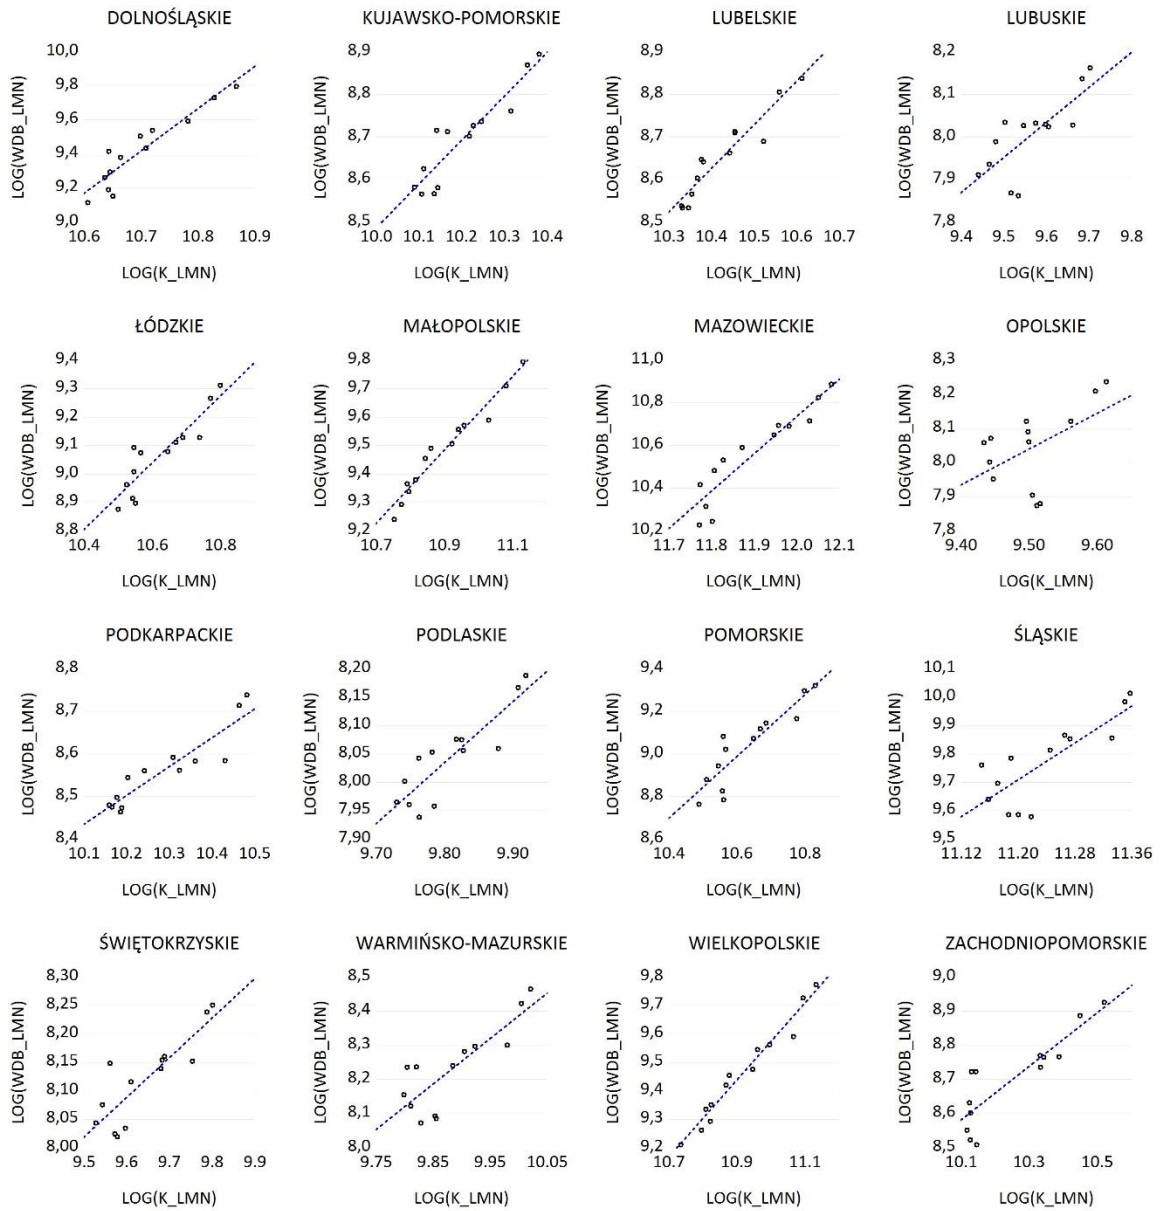 DOLNOŚLĄSKIE
LOG(WDB_LMN)
10,0
9,8
9,6
9,4
9,2
9,0
10.6 10.7 10.8 10.9
LOG(K_LMN)
KUJAWSKO-POMORSKIE
LOG(WDB_LMN)
8,9
8,8
8,7
8,6
8,5
10.0 10.1 10.2 10.3 10.4
LOG(K_LMN)
LUBELSKIE
LOG(WDB_LMN)
8,9
8,8
8,7
8,6
8,5
10.3 10.4 10.5 10.6 10.7
LOG(K_LMN)
LUBUSKIE
LOG(WDB_LMN)
8,2
8,1
8,0
7,9
7,8
9.4 9.5 9.6 9.7 9.8
LOG(K_LMN)
ŁÓDZKIE
LOG(WDB_LMN)
9,4
9,3
9,2
9,1
9,0
8,9
8,8
10.4 10.6 10.8
LOG(K_LMN)
MAŁOPOLSKIE
LOG(WDB_LMN)
9,8
9,7
9,6
9,5
9,4
9,3
9,2
10.7 10.9 11.1
LOG(K_LMN)
MAZOWIECKIE
LOG(WDB_LMN)
11,0
10,8
10,6
10,4
10,2
11.7 11.8 11.9 12.0 12.1
LOG(K_LMN)
OPOLSKIE
LOG(WDB_LMN)
8,3
8,2
8,1
8,0
7,9
7,8
9.40 9.50 9.60
LOG(K_LMN)
PODKARPACKIE
LOG(WDB_LMN)
8,8
8,7
8,6
8,5
8,4
10.1 10.2 10.3 10.4 10.5
LOG(K_LMN)
PODLASKIE
LOG(WDB_LMN)
8,20
8,15
8,10
8,05
8,00
7,95
7,90
9.70 9.80 9.90
LOG(K_LMN)
POMORSKIE
LOG(WDB_LMN)
9,4
9,2
9,0
8,8
8,6
10.4 10.6 10.8
LOG(K_LMN)
ŚLĄSKIE
LOG(WDB_LMN)
10,1
10,0
9,9
9,8
9,7
9,6
9,5
11.12 11.20 11.28 11.36
LOG(K_LMN)
ŚWIĘTOKRZYSKIE
LOG(WDB_LMN)
8,30
8,25
8,20
8,15
8,10
8,05
8,00
9.5 9.6 9.7 9.8 9.9
LOG(K_LMN)
WARMIŃSKO-MAZURSKIE
LOG(WDB_LMN)
8,5
8,4
8,3
8,2
8,1
8,0
9.75 9.85 9.95 10.05
LOG(K_LMN)
WIELKOPOLSKIE
LOG(WDB_LMN)
9,8
9,7
9,6
9,5
9,4
9,3
9,2
10.7 10.9 11.1
LOG(K_LMN)
ZACHODNIOPOMORSKIE
LOG(WDB_LMN)
9,0
8,9
8,8
8,7
8,6
8,5
10.1 10.3 10.5
LOG(K_LMN)